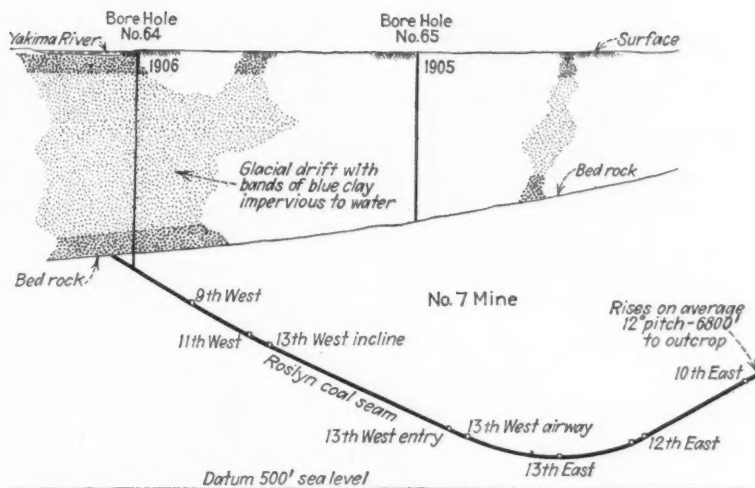 Bore Hole
No.64
Bore Hole
No.65
Yakima River
Surface
1906
1905
Glacial drift with
bands of blue clay
impervious to water
Bed rock
Bed rock
9th West
No.7 Mine
Rises on average
12° pitch-6800'
to outcrop
11th West
13th West incline
Roslyn coal seam
10th East
13th West entry
13th West airway
12th East
13th East
Datum 500' sea level